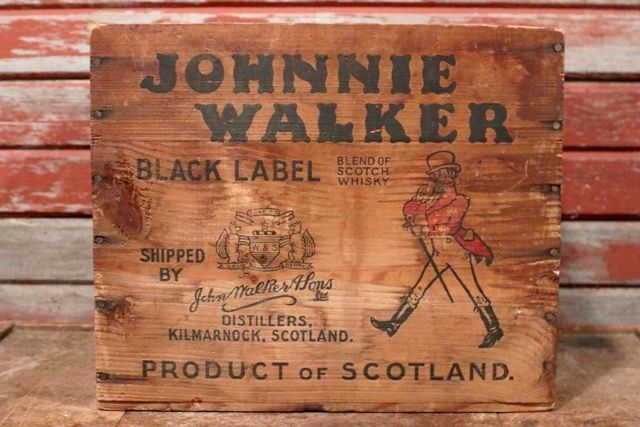 JOHNNIE
WALKER
BLACK LABEL
BLEND OF
SCOTCH
WHISKY
W & S
SHIPPED
BY
John Walker & Sons Ltd
DISTILLERS,
KILMARNOCK, SCOTLAND.
PRODUCT OF SCOTLAND.